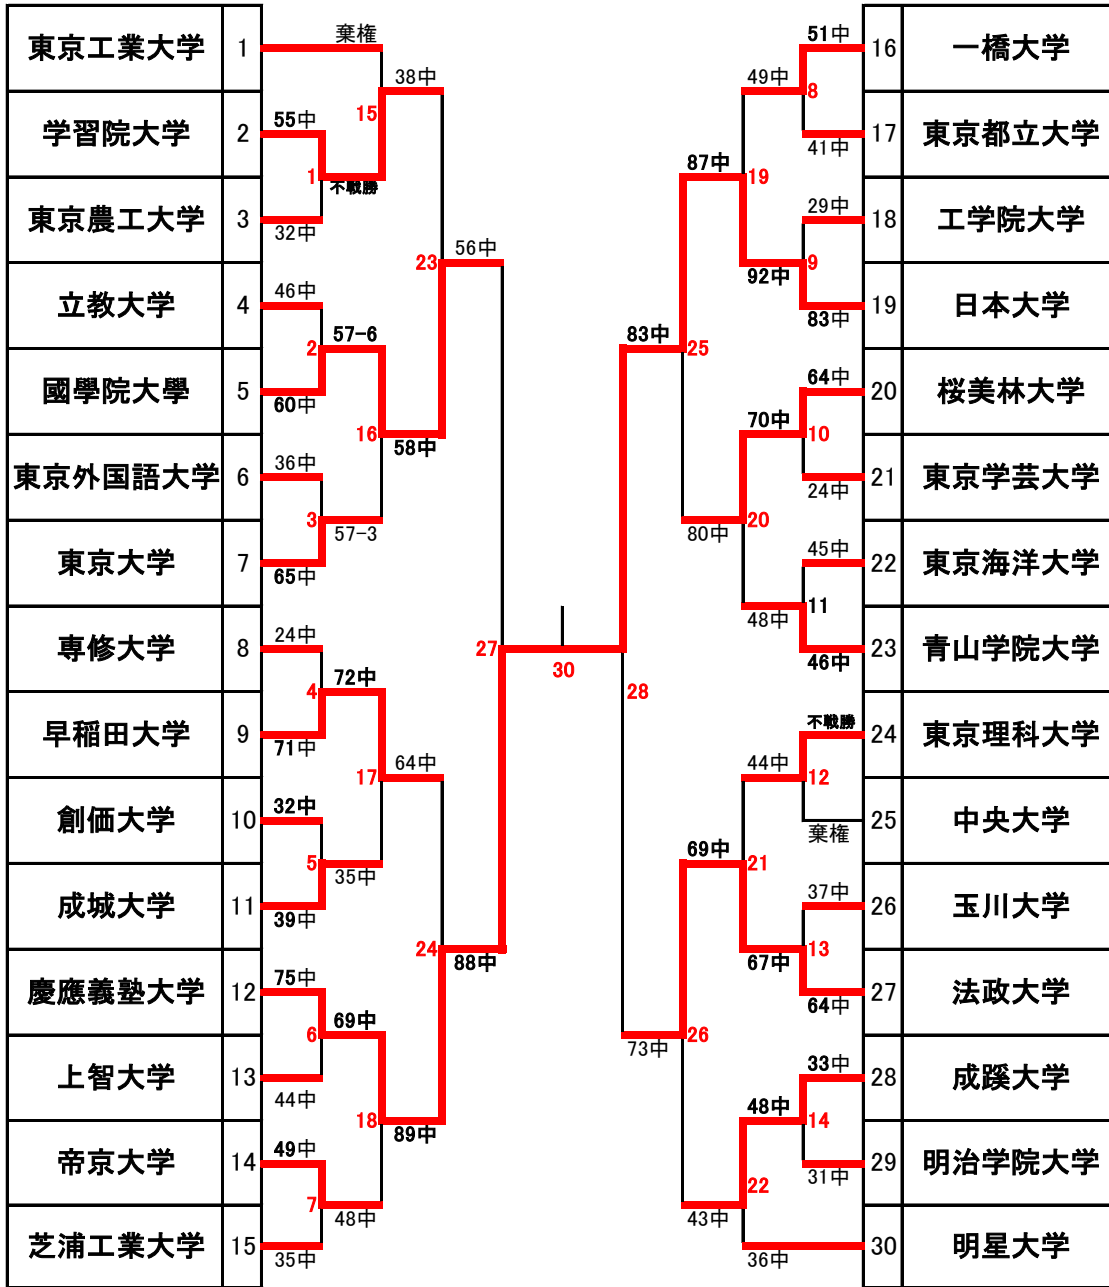 東京工業大学 1 棄権
38中
15
学習院大学 2 55中
1 不戦勝
東京農工大学 3 32中
23 56中
立教大学 4 46中
2 57-6
國學院大學 5 60中
16 58中
東京外国語大学 6 36中
3 57-3
東京大学 7 65中
専修大学 8 24中
27
4 72中
早稲田大学 9 71中
17 64中
創価大学 10 32中
5 35中
成城大学 11 39中
24 88中
慶應義塾大学 12 75中
6 69中
上智大学 13 44中
18 89中
帝京大学 14 49中
7 48中
芝浦工業大学 15 35中
30
51中 16 一橋大学
49中 8
41中 17 東京都立大学
87中 19
29中 18 工学院大学
92中 9
83中 19 日本大学
83中 25
64中 20 桜美林大学
70中 10
24中 21 東京学芸大学
80中 20
45中 22 東京海洋大学
48中 11
46中 23 青山学院大学
28
不戦勝 24 東京理科大学
44中 12
棄権 25 中央大学
69中 21
37中 26 玉川大学
67中 13
64中 27 法政大学
73中 26
33中 28 成蹊大学
48中 14
31中 29 明治学院大学
43中 22
36中 30 明星大学